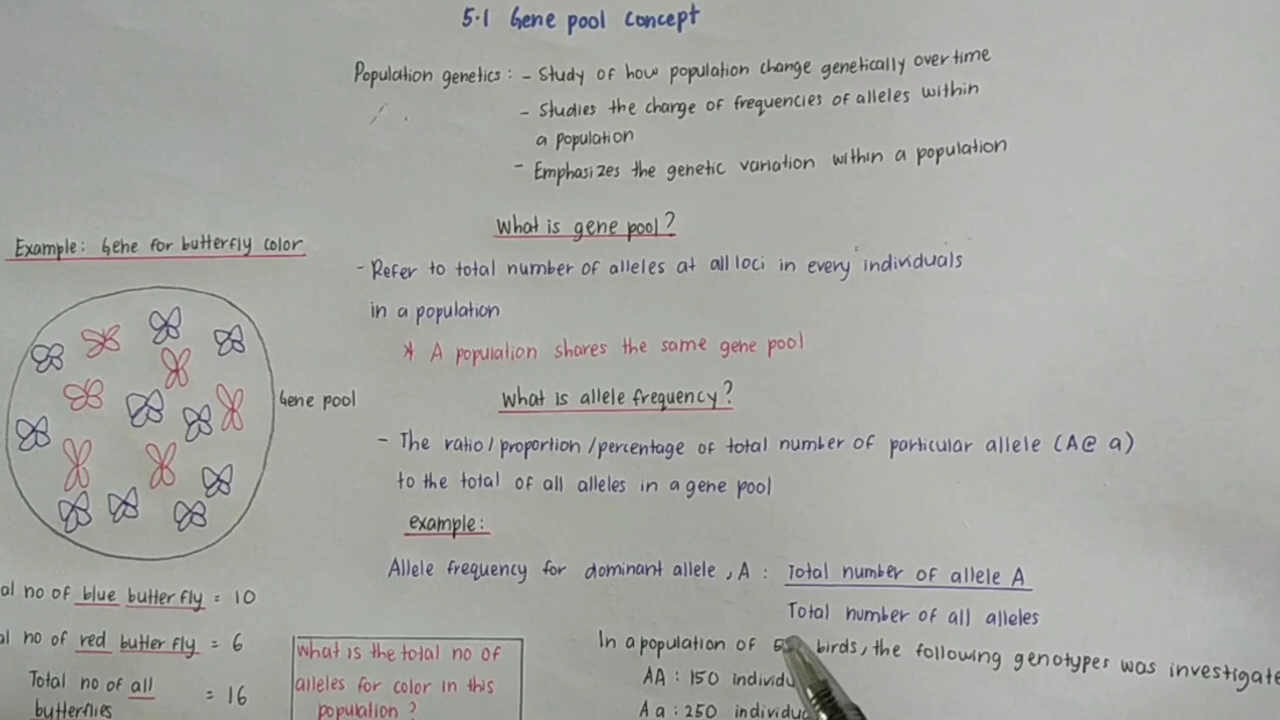 5.1 Gene pool concept
Population genetics: - Study of how population change genetically over time
- Studies the change of frequencies of alleles within
a population
- Emphasizes the genetic variation within a population
What is gene pool?
- Refer to total number of alleles at all loci in every individuals
in a population
* A population shares the same gene pool
What is allele frequency?
- The ratio/proportion/percentage of total number of particular allele (A@ a)
to the total of all alleles in a gene pool
example:
Allele frequency for dominant allele, A : Total number of allele A
Total number of all alleles
In a population of birds, the following genotypes was investigate
AA : 150 individu
Aa : 250 individua
Example: Gene for butterfly color
Gene pool
al no of blue butterfly = 10
al no of red butterfly = 6
Total no of all = 16
butterflies
What is the total no of
alleles for color in this
population?